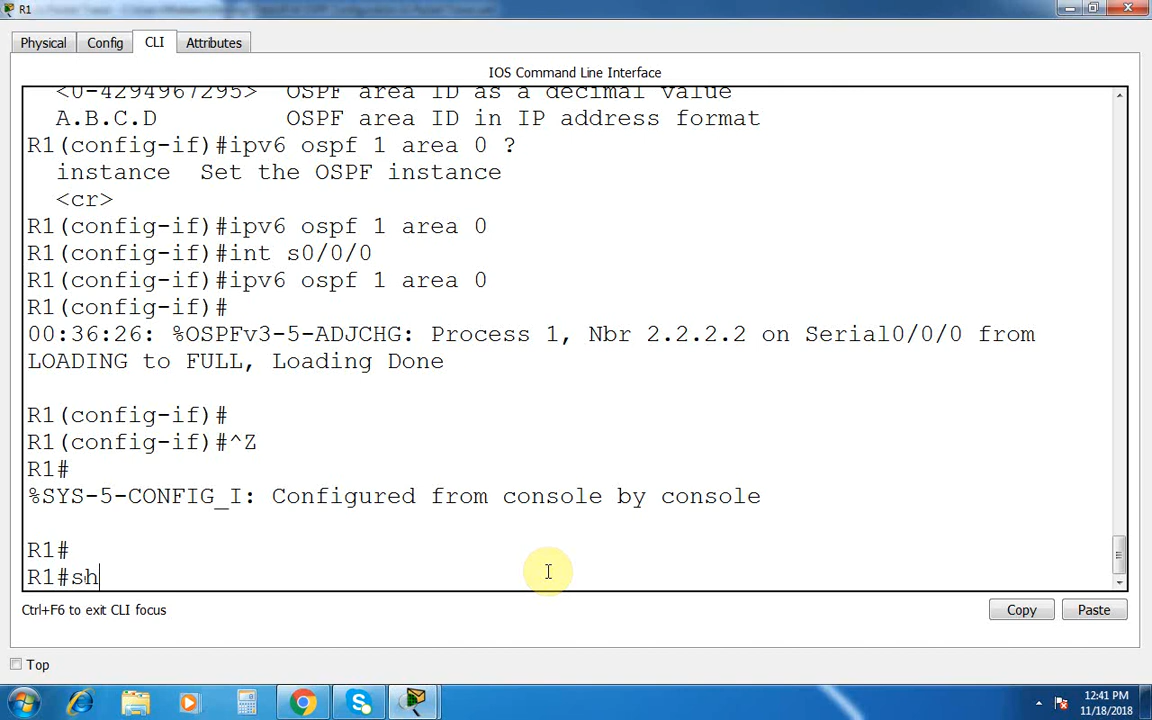 R1
Physical Config CLI Attributes
IOS Command Line Interface
<0-4294967295> OSPF area ID as a decimal value
A.B.C.D OSPF area ID in IP address format
R1(config-if)#ipv6 ospf 1 area 0 ?
instance Set the OSPF instance
<cr>
R1(config-if)#ipv6 ospf 1 area 0
R1(config-if)#int s0/0/0
R1(config-if)#ipv6 ospf 1 area 0
R1(config-if)#
00:36:26: %OSPFv3-5-ADJCHG: Process 1, Nbr 2.2.2.2 on Serial0/0/0 from
LOADING to FULL, Loading Done
R1(config-if)#
R1(config-if)#^Z
R1#
%SYS-5-CONFIG_I: Configured from console by console
R1#
R1#sh
Ctrl+F6 to exit CLI focus
Copy Paste
Top
12:41 PM
11/18/2018